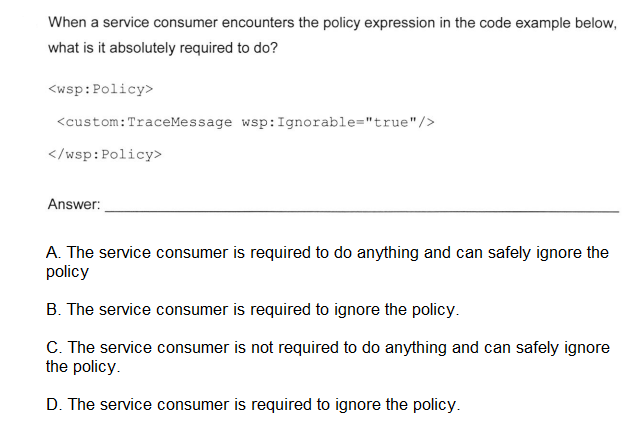 When a service consumer encounters the policy expression in the code example below,
what is it absolutely required to do?
<wsp:Policy>
<custom:TraceMessage wsp:Ignorable="true"/>
</wsp:Policy>
Answer:
A. The service consumer is required to do anything and can safely ignore the
policy
B. The service consumer is required to ignore the policy.
C. The service consumer is not required to do anything and can safely ignore
the policy.
D. The service consumer is required to ignore the policy.